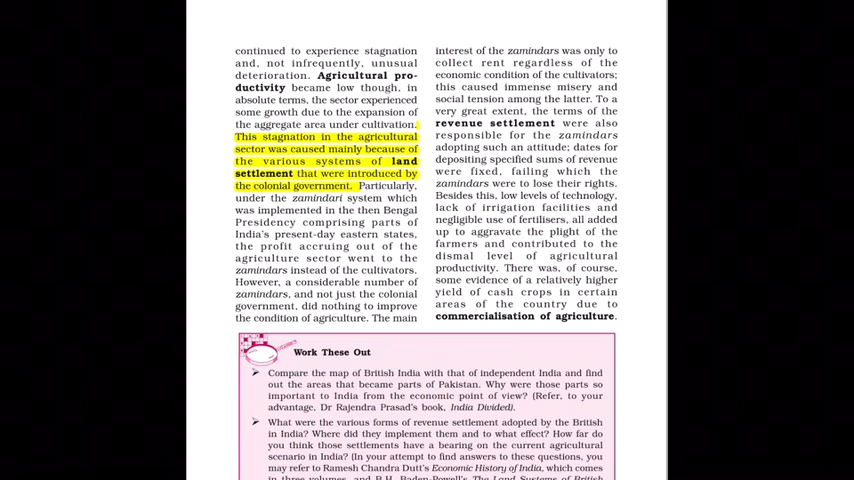 continued to experience stagnation
and, not infrequently, unusual
deterioration. Agricultural pro-
ductivity became low though, in
absolute terms, the sector experienced
some growth due to the expansion of
the aggregate area under cultivation.
This stagnation in the agricultural
sector was caused mainly because of
the various systems of land
settlement that were introduced by
the colonial government. Particularly,
under the zamindari system which
was implemented in the then Bengal
Presidency comprising parts of
India's present-day eastern states,
the profit accruing out of the
agriculture sector went to the
zamindars instead of the cultivators.
However, a considerable number of
zamindars, and not just the colonial
government, did nothing to improve
the condition of agriculture. The main
interest of the zamindars was only to
collect rent regardless of the
economic condition of the cultivators;
this caused immense misery and
social tension among the latter. To a
very great extent, the terms of the
revenue settlement were also
responsible for the zamindars
adopting such an attitude; dates for
depositing specified sums of revenue
were fixed, failing which the
zamindars were to lose their rights.
Besides this, low levels of technology,
lack of irrigation facilities and
negligible use of fertilisers, all added
up to aggravate the plight of the
farmers and contributed to the
dismal level of agricultural
productivity. There was, of course,
some evidence of a relatively higher
yield of cash crops in certain
areas of the country due to
commercialisation of agriculture.
Work These Out
➢ Compare the map of British India with that of independent India and find
out the areas that became parts of Pakistan. Why were those parts so
important to India from the economic point of view? (Refer, to your
advantage, Dr Rajendra Prasad's book, India Divided).
➢ What were the various forms of revenue settlement adopted by the British
in India? Where did they implement them and to what effect? How far do
you think those settlements have a bearing on the current agricultural
scenario in India? (In your attempt to find answers to these questions, you
may refer to Ramesh Chandra Dutt's Economic History of India, which comes
in three volumes, and B.H. Baden-Powell's The Land Systems of British